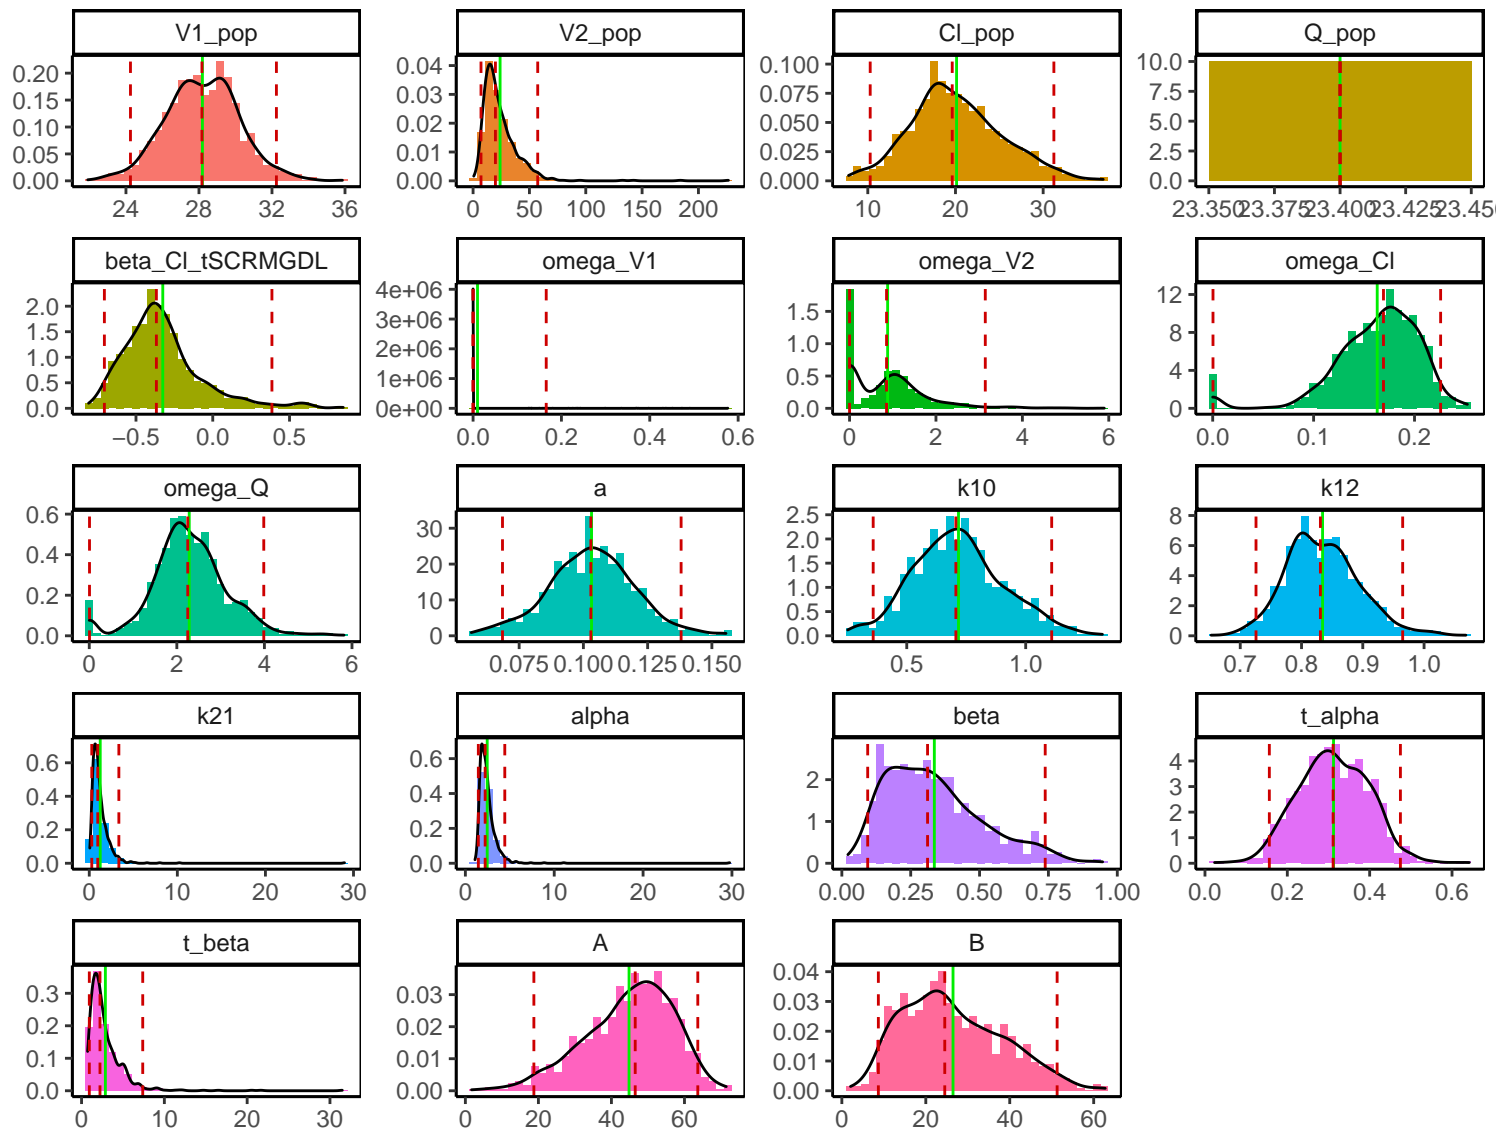 V1_pop V2_pop Cl_pop Q_pop
0.20 0.15 0.10 0.05 0.00
0.04 0.03 0.02 0.01 0.00
0.100 0.075 0.050 0.025 0.000
10.0 7.5 5.0 2.5 0.0
24 28 32 36
0 50 100 150 200
10 20 30
23.350 23.375 23.400 23.425 23.450
beta_Cl_tSCRMGDL omega_V1 omega_V2 omega_Cl
2.0 1.5 1.0 0.5 0.0
4e+06 3e+06 2e+06 1e+06 0e+00
1.5 1.0 0.5 0.0
12 8 4 0
−0.5 0.0 0.5
0.0 0.2 0.4 0.6
0 2 4 6
0.0 0.1 0.2
omega_Q a k10 k12
0.6 0.4 0.2 0.0
30 20 10 0
2.5 2.0 1.5 1.0 0.5 0.0
8 6 4 2 0
0 2 4 6
0.075 0.100 0.125 0.150
0.5 1.0
0.7 0.8 0.9 1.0
k21 alpha beta t_alpha
0.6 0.4 0.2 0.0
0.6 0.4 0.2 0.0
2 1 0
4 3 2 1 0
0 10 20 30
0 10 20 30
0.00 0.25 0.50 0.75 1.00
0.0 0.2 0.4 0.6
t_beta A B
0.3 0.2 0.1 0.0
0.03 0.02 0.01 0.00
0.04 0.03 0.02 0.01 0.00
0 10 20 30
0 20 40 60
0 20 40 60